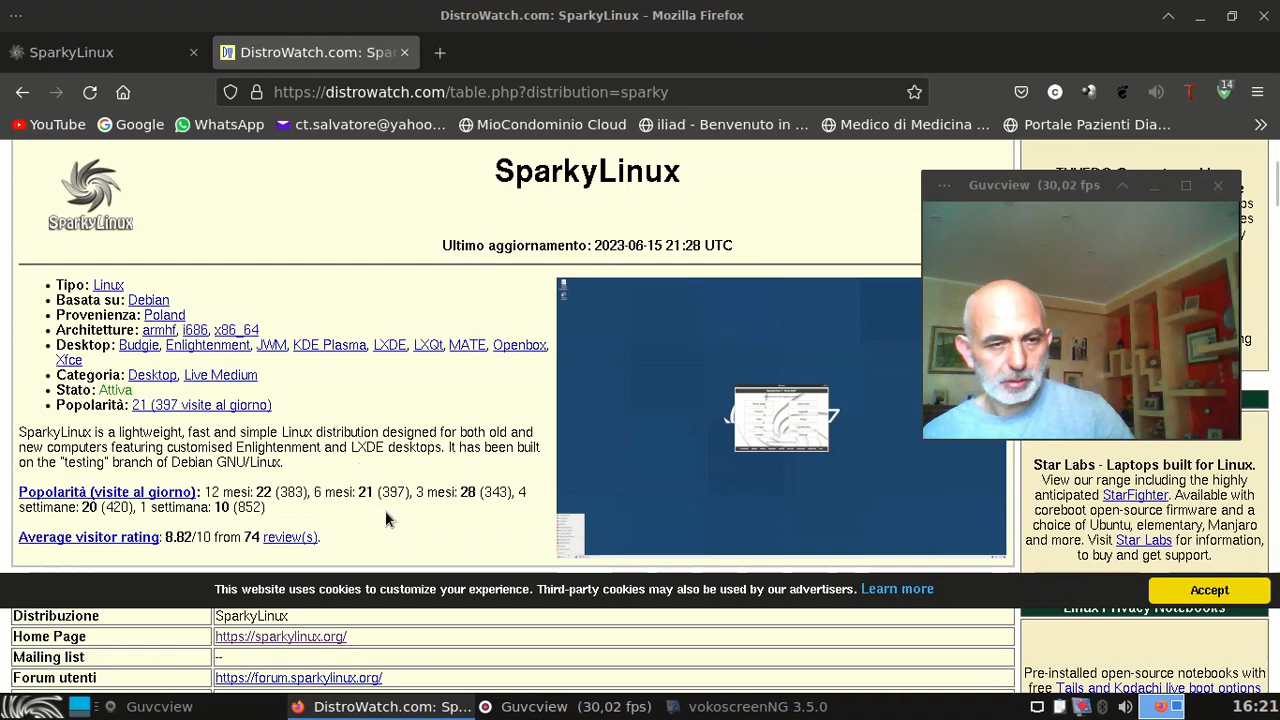 DistroWatch.com: SparkyLinux - Mozilla Firefox
SparkyLinux
DistroWatch.com: Spa
https://distrowatch.com/table.php?distribution=sparky
14
YouTube Google WhatsApp ct.salvatore@yahoo... MioCondominio Cloud iliad - Benvenuto in ... Medico di Medicina ... Portale Pazienti Dia...
SparkyLinux
SparkyLinux
Ultimo aggiornamento: 2023-06-15 21:28 UTC
Guvcview (30,02 fps
• Tipo: Linux
• Basata su: Debian
• Provenienza: Poland
• Architetture: armhf, i686, x86_64
• Desktop: Budgie, Enlightenment, JWM, KDE Plasma, LXDE, LXQt, MATE, Openbox,
Xfce
• Categoria: Desktop, Live Medium
• Stato: Attiva
• Popolarità: 21 (397 visite al giorno)
SparkyLinux is a lightweight, fast and simple Linux distribution designed for both old and
new computers featuring customised Enlightenment and LXDE desktops. It has been built
on the "testing" branch of Debian GNU/Linux.
Popolarità (visite al giorno): 12 mesi: 22 (383), 6 mesi: 21 (397), 3 mesi: 28 (343), 4
settimane: 20 (420), 1 settimana: 10 (852)
Average visitor rating: 8.82/10 from 74 review(s).
Star Labs - Laptops built for Linux.
View our range including the highly
anticipated StarFighter. Available with
coreboot open-source firmware and a
choice of Ubuntu, elementary, Manjaro
and more. Visit Star Labs for information,
to buy and get support.
This website uses cookies to customize your experience. Third-party cookies may also be used by our advertisers. Learn more
Accept
Linux Privacy Notebooks
Distribuzione SparkyLinux
Home Page https://sparkylinux.org/
Mailing list --
Forum utenti https://forum.sparkylinux.org/
Pre-installed open-source notebooks with
free Tails and Kodachi live boot options
Guvcview
DistroWatch.com: Sp...
Guvcview (30,02 fps)
vokoscreenNG 3.5.0
16:21